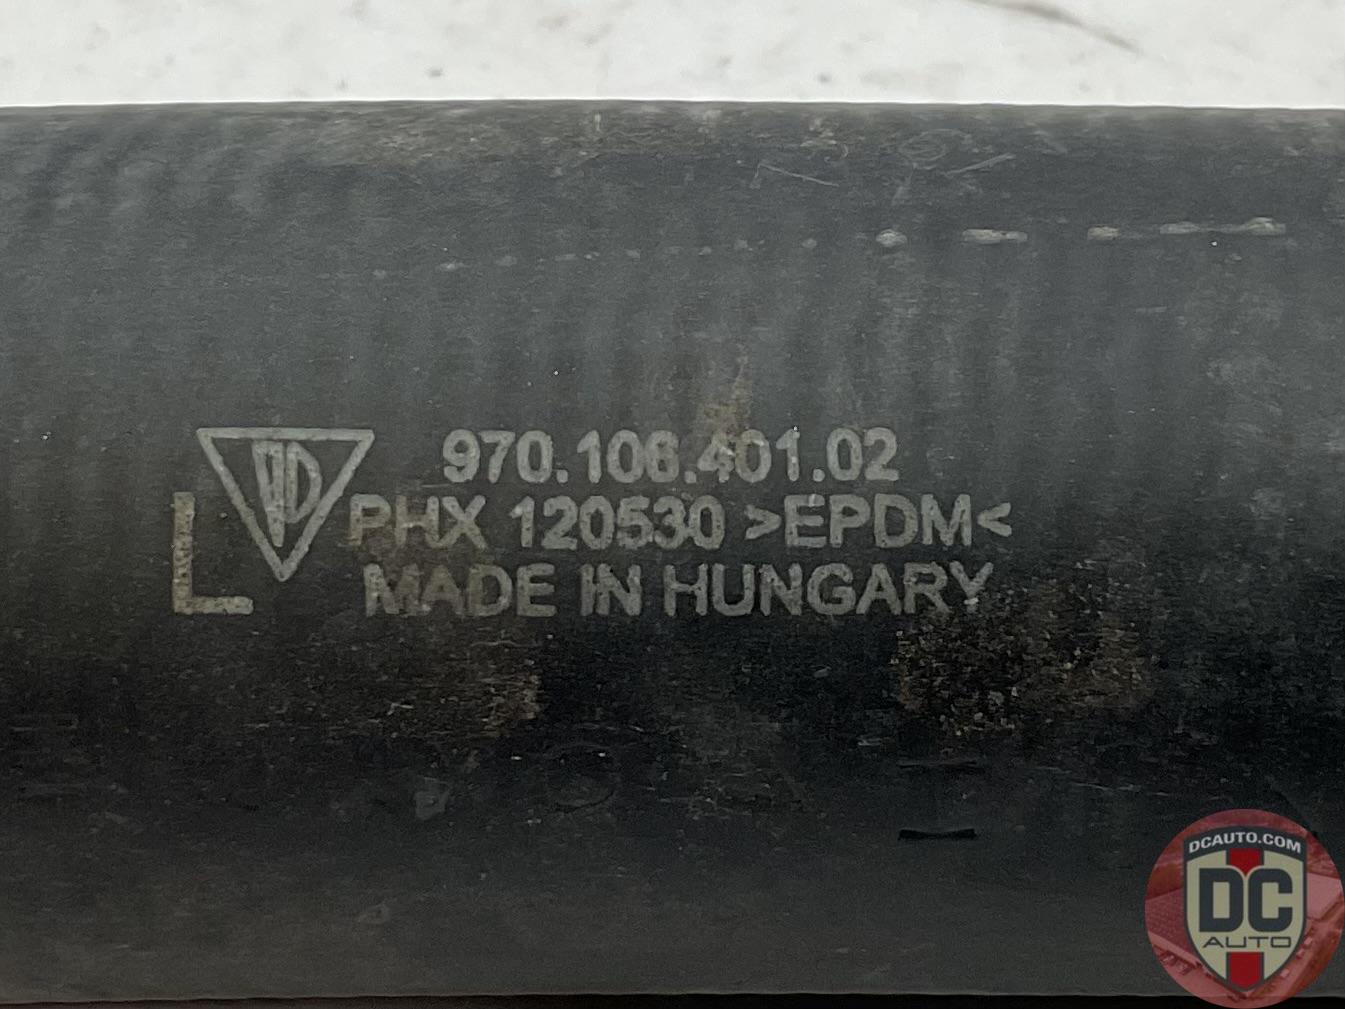 970.106.401.02
PHX 120530 >EPDM<
MADE IN HUNGARY
L
DCAUTO.COM
DC
AUTO